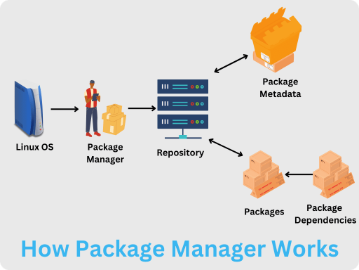 Package
Metadata
Linux OS
Package
Manager
Repository
Packages
Package
Dependencies
How Package Manager Works